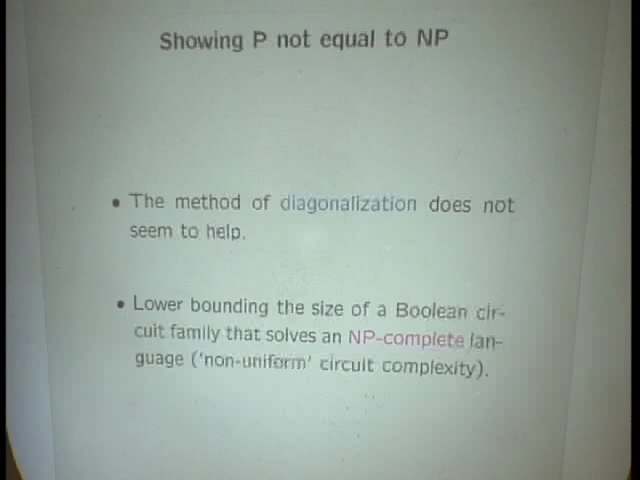 Showing P not equal to NP
• The method of diagonalization does not
seem to help.
• Lower bounding the size of a Boolean cir-
cuit family that solves an NP-complete lan-
guage ('non-uniform' circuit complexity).